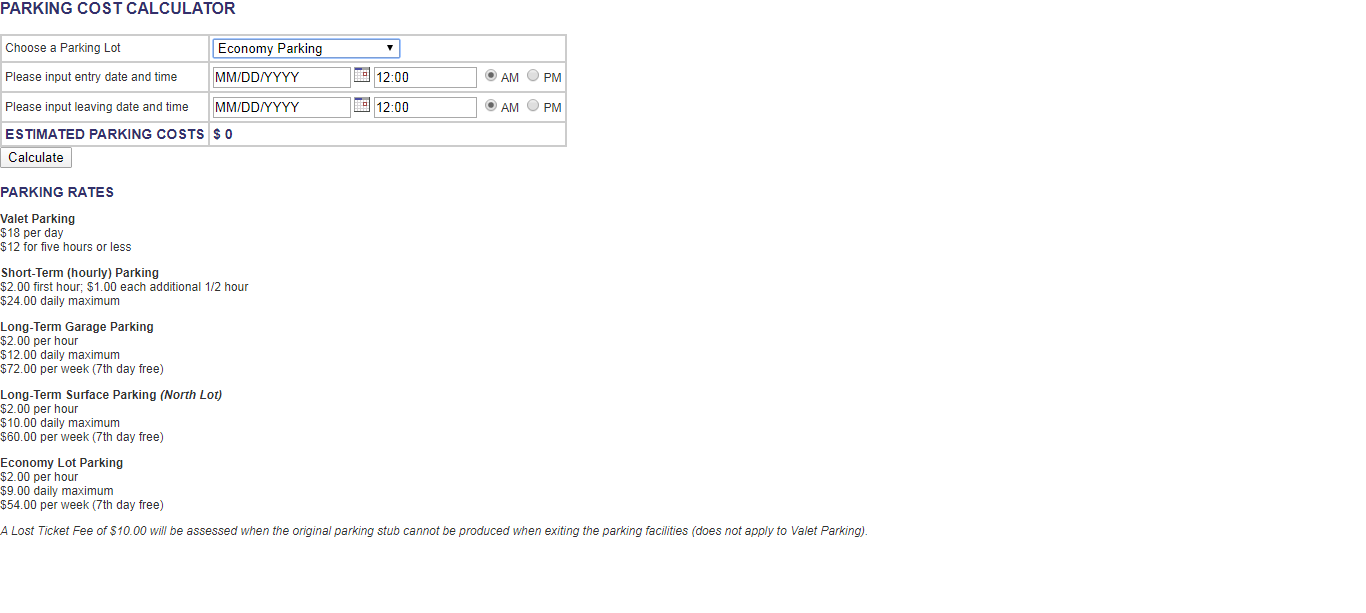 PARKING COST CALCULATOR
Choose a Parking Lot Economy Parking
Please input entry date and time MM/DD/YYYY 12:00 AM PM
Please input leaving date and time MM/DD/YYYY 12:00 AM PM
ESTIMATED PARKING COSTS $ 0
Calculate
PARKING RATES
Valet Parking
$18 per day
$12 for five hours or less
Short-Term (hourly) Parking
$2.00 first hour; $1.00 each additional 1/2 hour
$24.00 daily maximum
Long-Term Garage Parking
$2.00 per hour
$12.00 daily maximum
$72.00 per week (7th day free)
Long-Term Surface Parking (North Lot)
$2.00 per hour
$10.00 daily maximum
$60.00 per week (7th day free)
Economy Lot Parking
$2.00 per hour
$9.00 daily maximum
$54.00 per week (7th day free)
A Lost Ticket Fee of $10.00 will be assessed when the original parking stub cannot be produced when exiting the parking facilities (does not apply to Valet Parking).